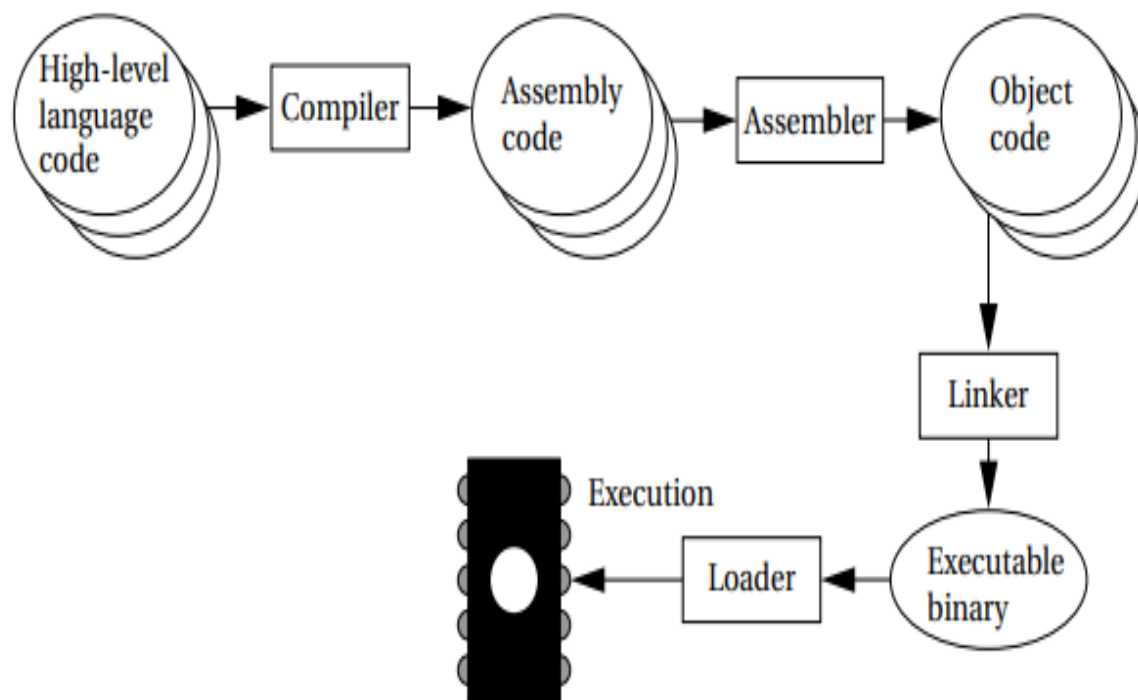 High-level
language
code
Compiler
Assembly
code
Assembler
Object
code
Linker
Executable
binary
Loader
Execution